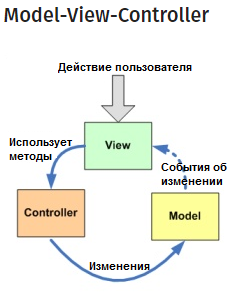 Model-View-Controller
Действие пользователя
Использует
методы
View
События об
изменении
Controller
Model
Изменения